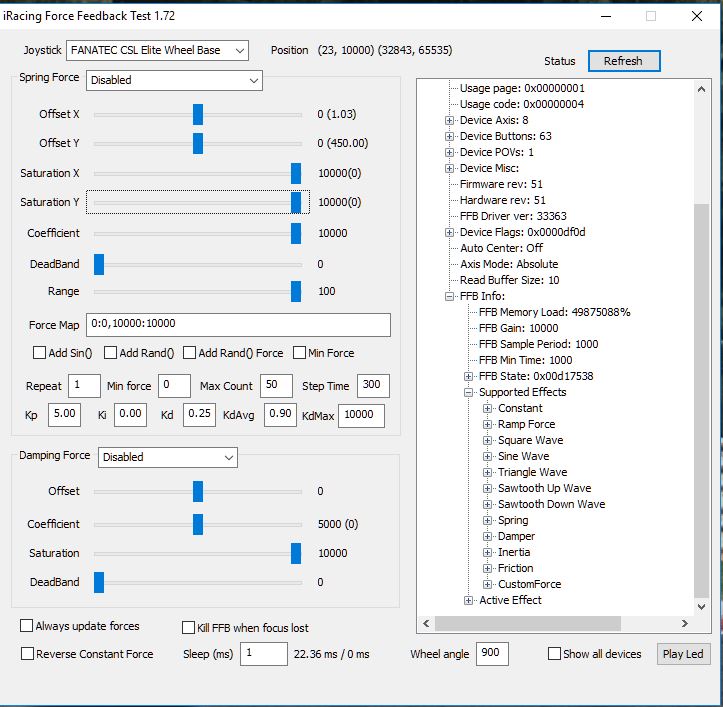 iRacing Force Feedback Test 1.72
Joystick FANATEC CSL Elite Wheel Base Position (23, 10000) (32843, 65535)
Status Refresh
Spring Force Disabled
Offset X 0 (1.03)
Offset Y 0 (450.00)
Saturation X 10000(0)
Saturation Y 10000(0)
Coefficient 10000
DeadBand 0
Range 100
Force Map 0:0,10000:10000
Add Sin() Add Rand() Add Rand() Force Min Force
Repeat 1 Min force 0 Max Count 50 Step Time 300
Kp 5.00 Ki 0.00 Kd 0.25 KdAvg 0.90 KdMax 10000
Damping Force Disabled
Offset 0
Coefficient 5000 (0)
Saturation 10000
DeadBand 0
Usage page: 0x00000001
Usage code: 0x00000004
Device Axis: 8
Device Buttons: 63
Device POVs: 1
Device Misc:
Firmware rev: 51
Hardware rev: 51
FFB Driver ver: 33363
Device Flags: 0x0000df0d
Auto Center: Off
Axis Mode: Absolute
Read Buffer Size: 10
FFB Info:
FFB Memory Load: 49875088%
FFB Gain: 10000
FFB Sample Period: 1000
FFB Min Time: 1000
FFB State: 0x00d17538
Supported Effects
Constant
Ramp Force
Square Wave
Sine Wave
Triangle Wave
Sawtooth Up Wave
Sawtooth Down Wave
Spring
Damper
Inertia
Friction
CustomForce
Active Effect
Always update forces Kill FFB when focus lost
Reverse Constant Force Sleep (ms) 1 22.36 ms / 0 ms Wheel angle 900 Show all devices Play Led